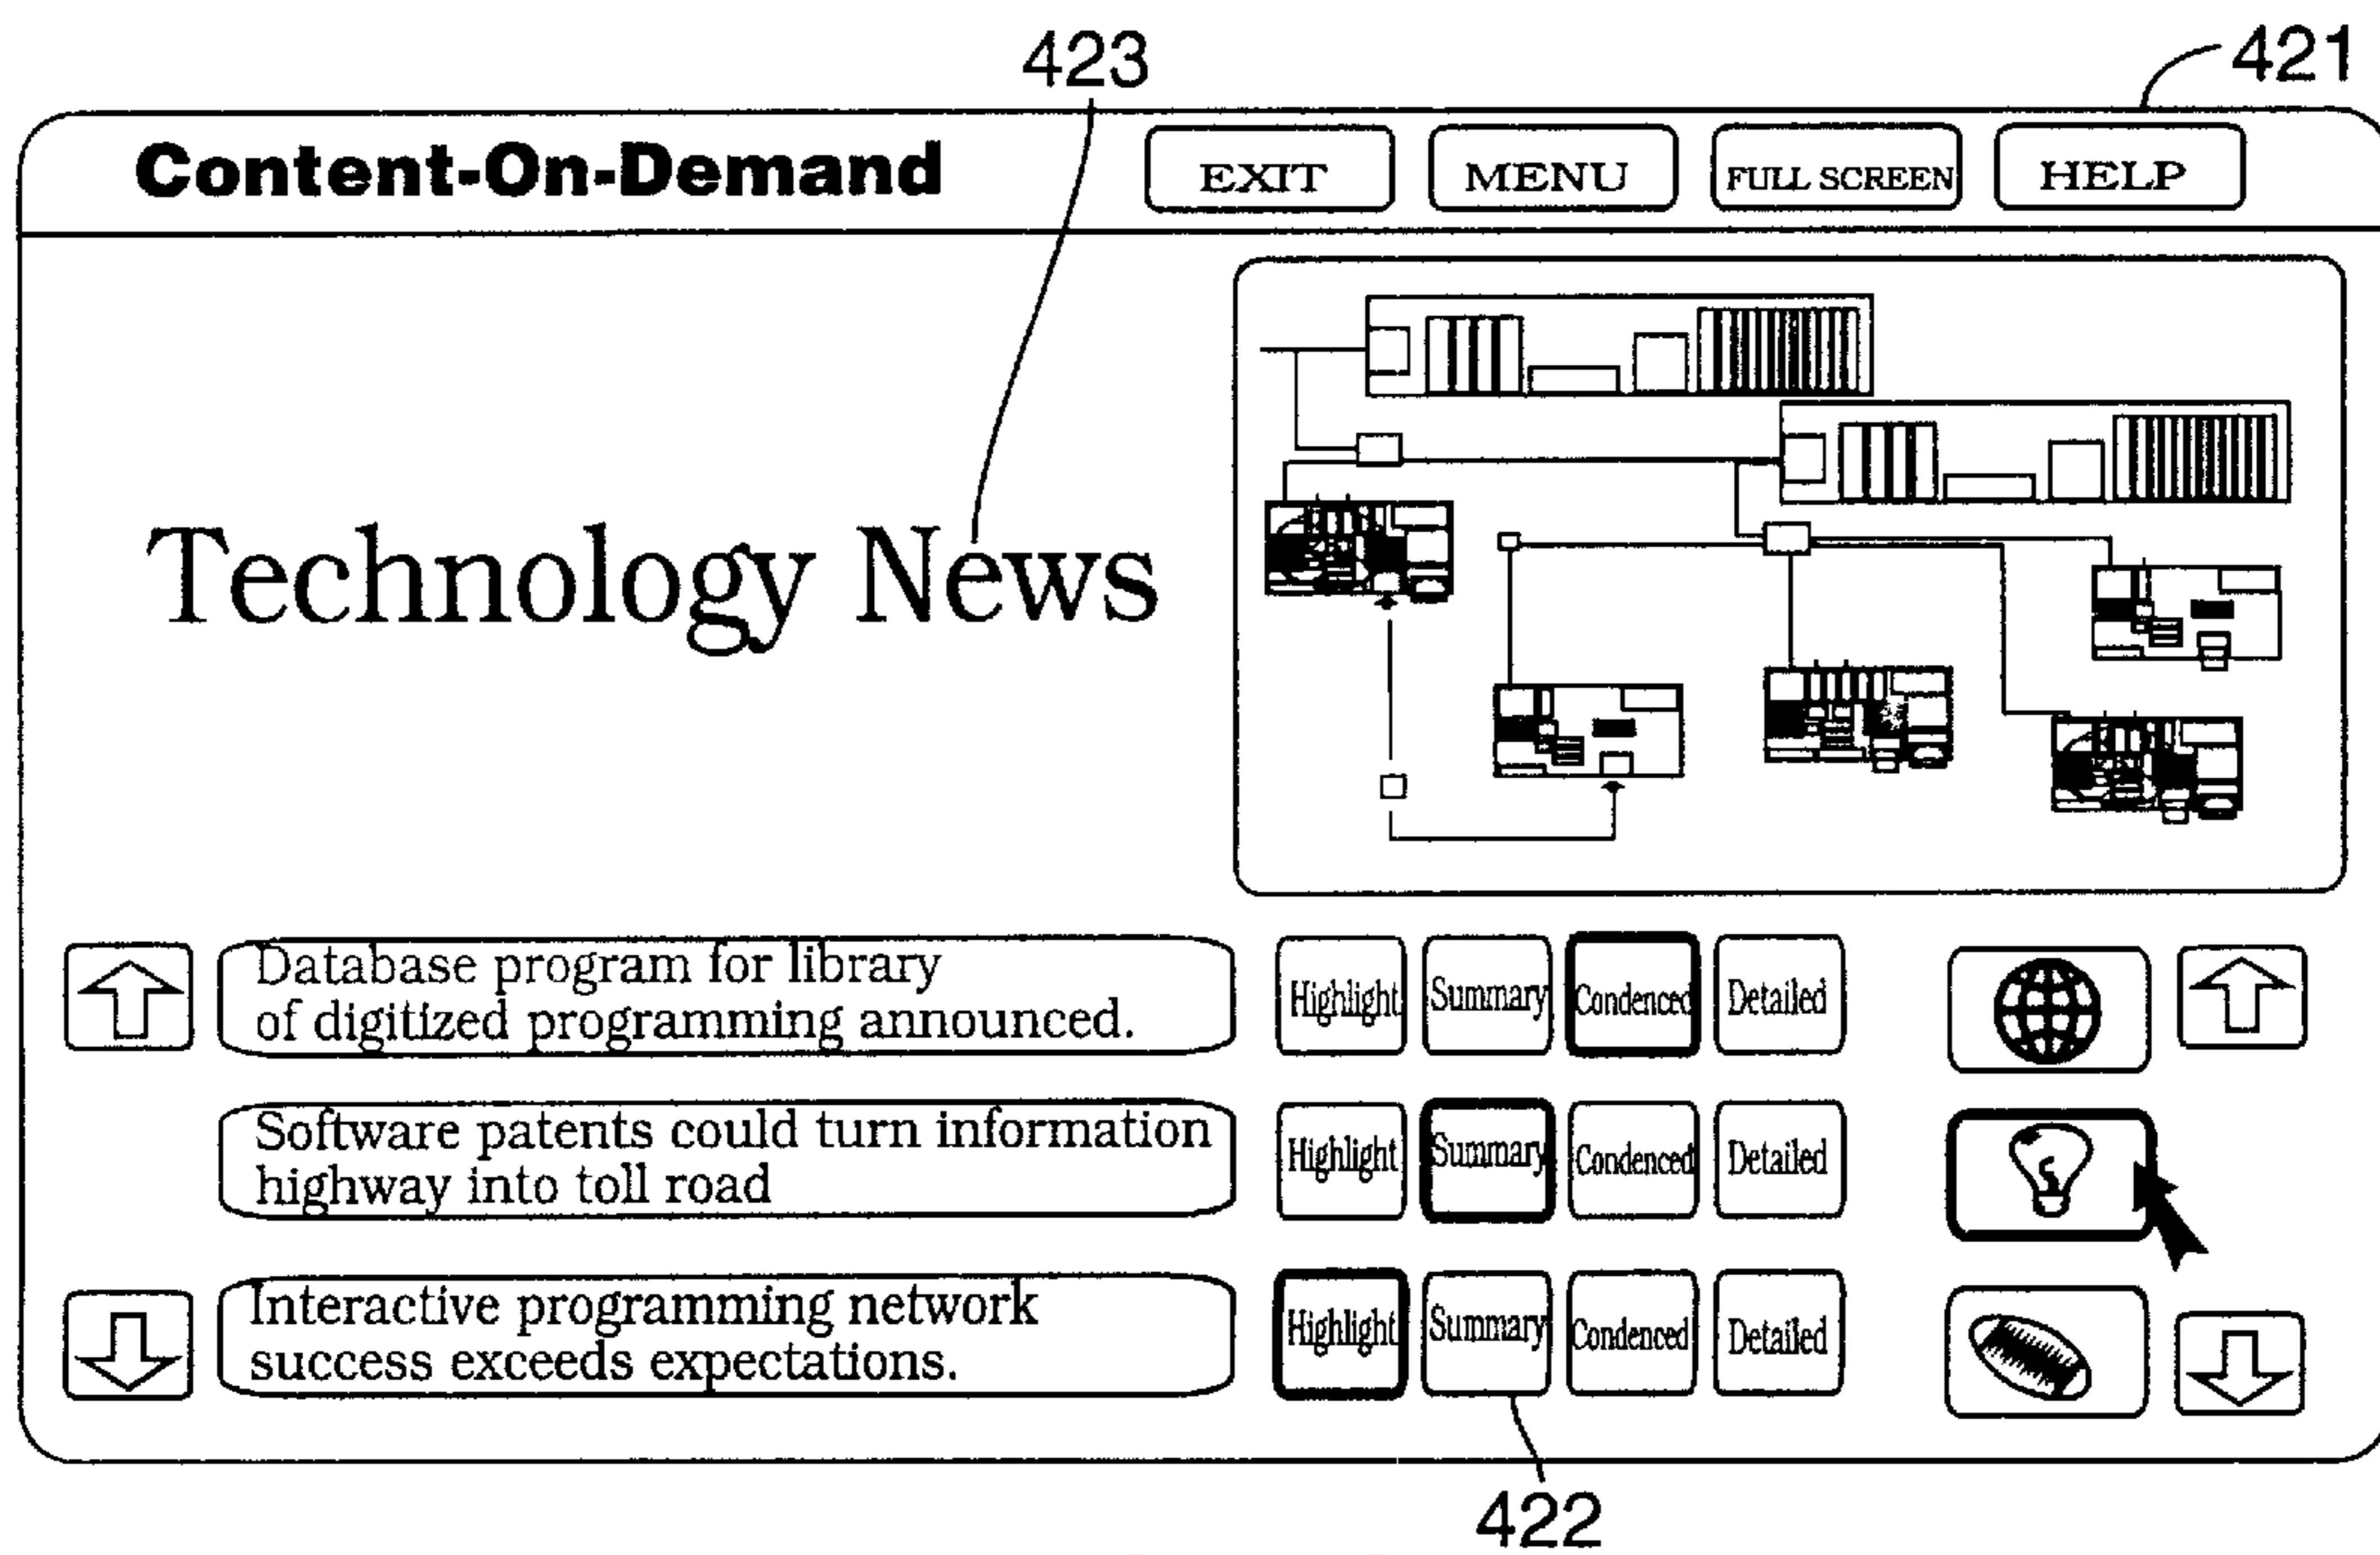 423
421
Content-On-Demand
EXIT
MENU
FULL SCREEN
HELP
Technology News
Database program for library
of digitized programming announced.
Highlight
Summary
Condenced
Detailed
Software patents could turn information
highway into toll road
Highlight
Summary
Condenced
Detailed
Interactive programming network
success exceeds expectations.
Highlight
Summary
Condenced
Detailed
422